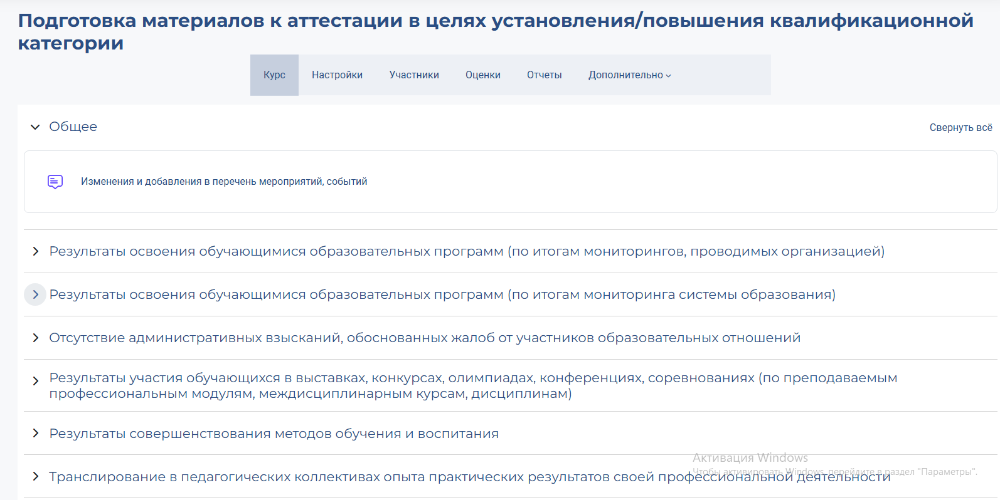 Подготовка материалов к аттестации в целях установления/повышения квалификационной
категории
Курс Настройки Участники Оценки Отчеты Дополнительно
Общее
Свернуть всё
Изменения и добавления в перечень мероприятий, событий
Результаты освоения обучающимися образовательных программ (по итогам мониторингов, проводимых организацией)
Результаты освоения обучающимися образовательных программ (по итогам мониторинга системы образования)
Отсутствие административных взысканий, обоснованных жалоб от участников образовательных отношений
Результаты участия обучающихся в выставках, конкурсах, олимпиадах, конференциях, соревнованиях (по преподаваемым
профессиональным модулям, междисциплинарным курсам, дисциплинам)
Результаты совершенствования методов обучения и воспитания
Активация Windows
Чтобы активировать Windows, перейдите в раздел "Параметры".
Транслирование в педагогических коллективах опыта практических результатов своей профессиональной деятельности